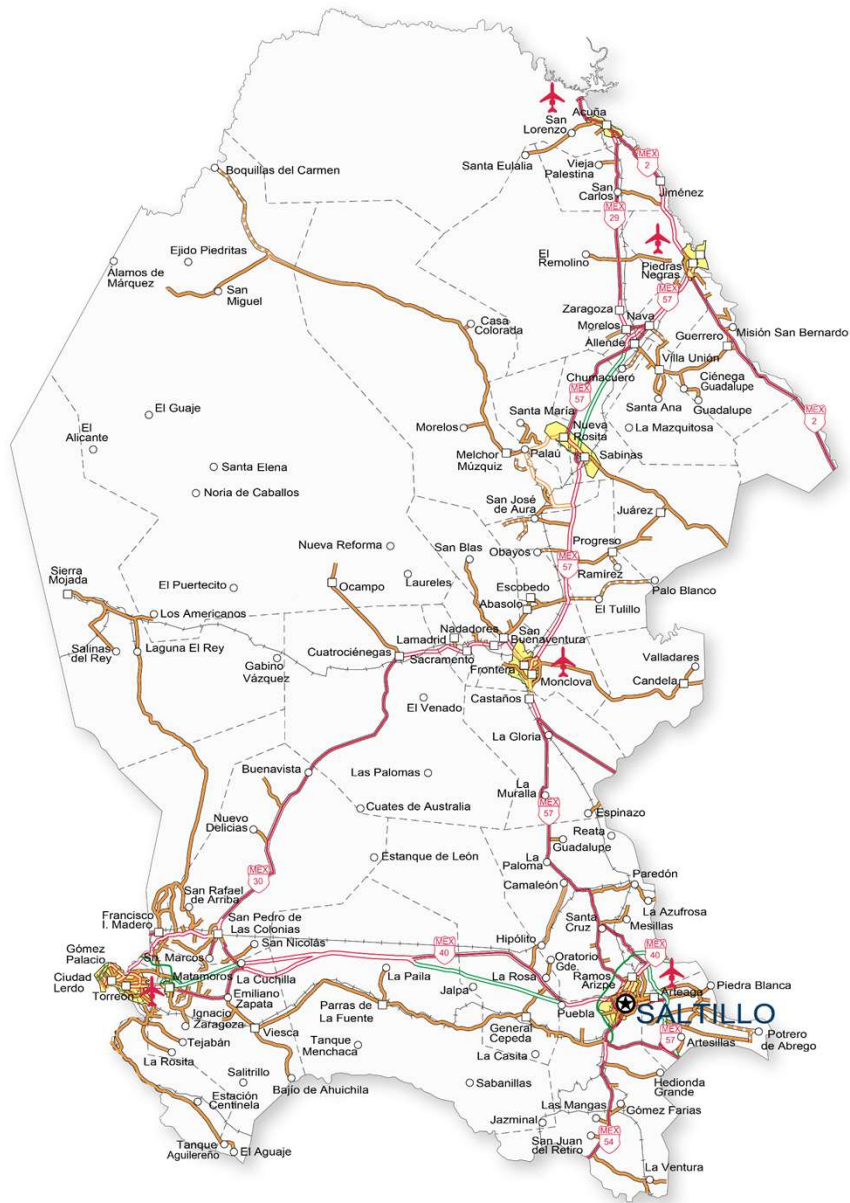 Acuña
San
Lorenzo
MEX
2
Santa Eulalia
Vieja
Palestina
Boquillas del Carmen
San
Carlos
Jiménez
MEX
29
Ejido Piedritas
El
Remolino
Piedras
Negras
Álamos de
Márquez
San
Miguel
MEX
57
Zaragoza
Casa
Colorada
Nava
Morelos
Misión San Bernardo
Guerrero
Allende
Villa Unión
Chumacuero
Ciénega
Guadalupe
MEX
57
Santa Ana
Guadalupe
El Guaje
Santa María
MEX
2
El
Alicante
Morelos
Nueva
Rosita
La Mazquitosa
Melchor
Múzquiz
Palaú
Sabinas
Santa Elena
Noria de Caballos
San José
de Aura
Juárez
Nueva Reforma
San Blas
Obayos
Progreso
MEX
57
Ramírez
Sierra
Mojada
El Puertecito
Ocampo
Laureles
Escobedo
Palo Blanco
Abasolo
El Tulillo
Los Americanos
Nadadores
San
Buenaventura
Lamadrid
Salinas
del Rey
Laguna El Rey
Gabino
Vázquez
Cuatrociénegas
Sacramento
Frontera
Monclova
Valladares
Candela
El Venado
Castaños
La Gloria
Buenavista
Las Palomas
La
Muralla
Cuates de Australia
MEX
57
Espinazo
Nuevo
Delicias
Reata
Guadalupe
Estanque de León
La
Paloma
MEX
30
Camaleón
Paredón
San Rafael
de Arriba
La Azufrosa
Francisco
I. Madero
San Pedro de
Las Colonias
Santa
Cruz
Mesillas
Gómez
Palacio
Sn. Marcos
San Nicolás
Hipólito
MEX
40
Oratorio
Gde.
MEX
40
Ciudad
Lerdo
Matamoros
La Cuchilla
La Paila
La Rosa
Ramos
Arizpe
Torreón
Emiliano
Zapata
Jalpa
Arteaga
Piedra Blanca
Parras de
La Fuente
Puebla
SALTILLO
Ignacio
Zaragoza
Viesca
General
Cepeda
MEX
57
Potrero
de Abrego
Tejabán
Tanque
Menchaca
Artesillas
La Rosita
La Casita
Salitrillo
Hedionda
Grande
Bajío de Ahuichila
Sabanillas
Estación
Centinela
Las Mangas
Gómez Farias
Jazminal
Tanque
Aguilereño
El Aguaje
San Juan
del Retiro
MEX
54
La Ventura